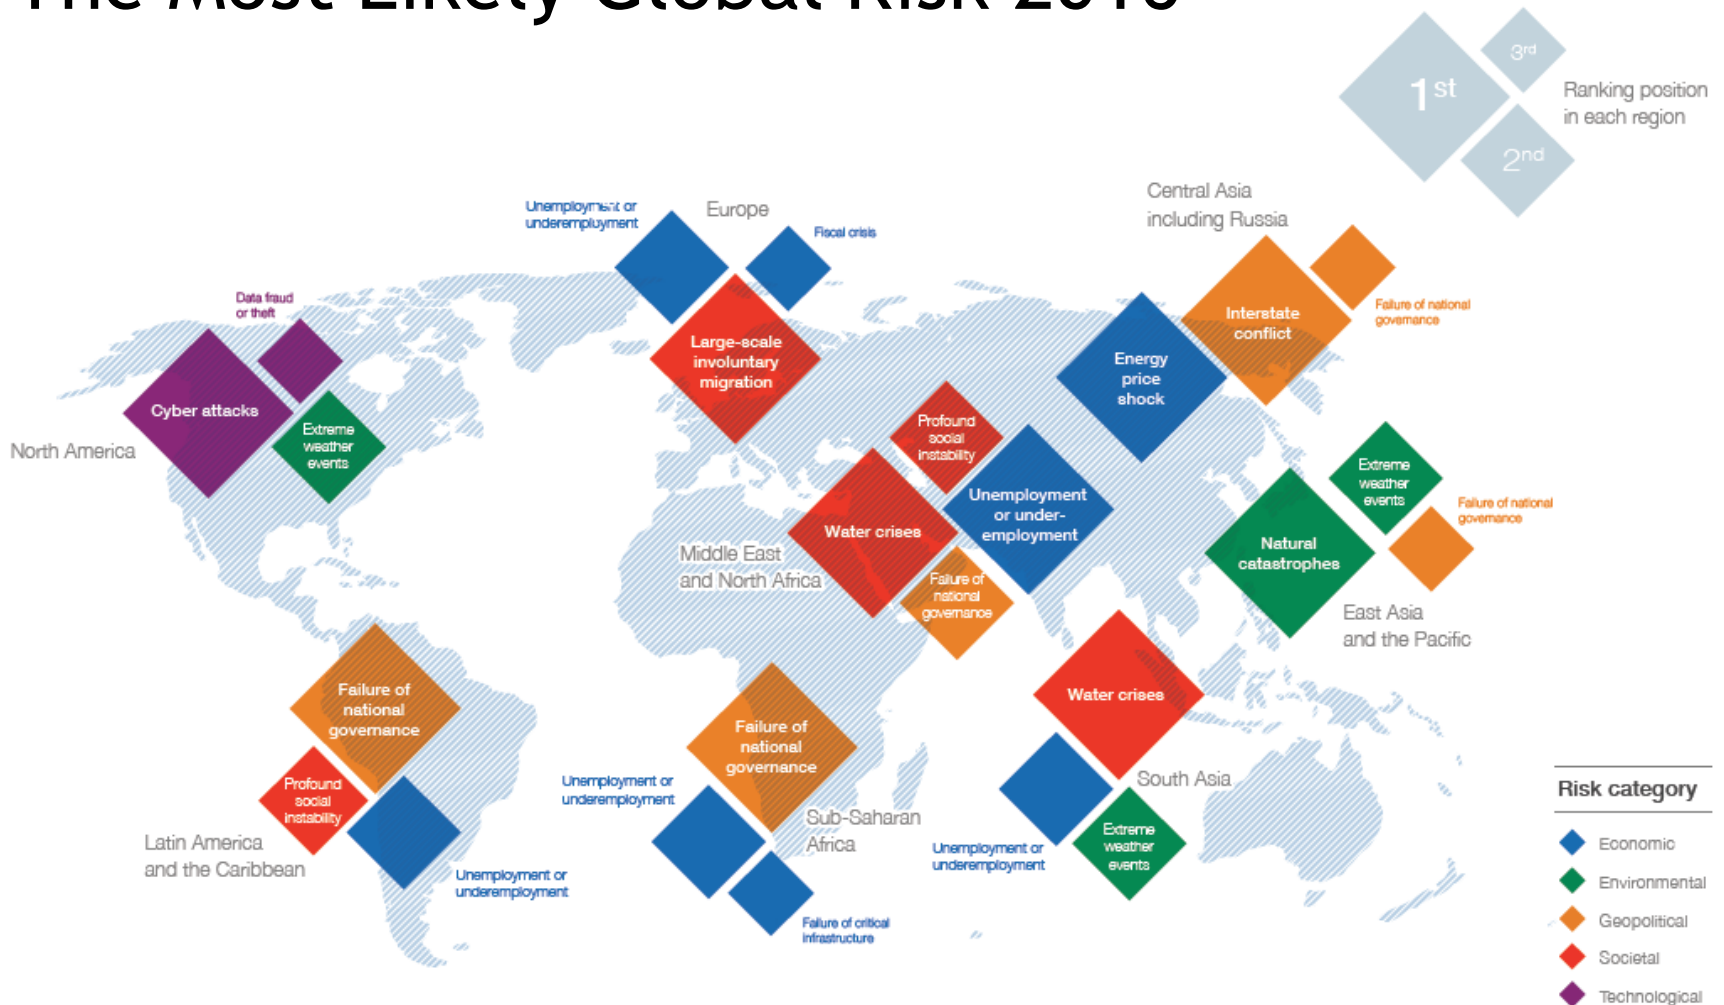 The Most Likely Global Risk 2016
1st
3rd
2nd
Ranking position
in each region
Central Asia
including Russia
Interstate
conflict
Failure of national
governance
Energy
price
shock
Europe
Unemployment or
underemployment
Fiscal crisis
Large-scale
involuntary
migration
Data fraud
or theft
Cyber attacks
Extreme
weather
events
North America
Profound
social
instability
Unemployment
or under-
employment
Water crises
Middle East
and North Africa
Failure of
national
governance
Extreme
weather
events
Failure of national
governance
Natural
catastrophes
East Asia
and the Pacific
Failure of
national
governance
Profound
social
instability
Latin America
and the Caribbean
Unemployment or
underemployment
Failure of
national
governance
Unemployment or
underemployment
Sub-Saharan
Africa
Failure of critical
infrastructure
Water crises
South Asia
Unemployment or
underemployment
Extreme
weather
events
Risk category
Economic
Environmental
Geopolitical
Societal
Technological